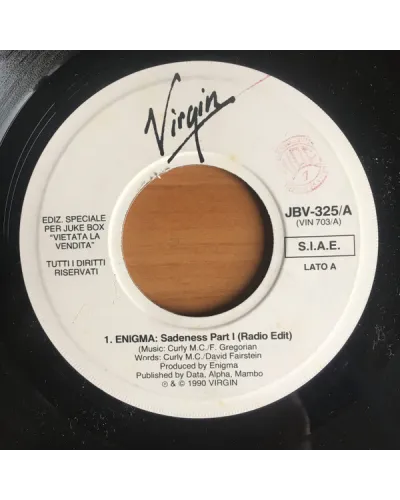 Virgin
EDIZ. SPECIALE
PER JUKE BOX
"VIETATA LA
VENDITA"
TUTTI I DIRITTI
RISERVATI
JBV-325/A
(VIN 703/A)
S.I.A.E.
LATO A
1. ENIGMA: Sadeness Part I (Radio Edit)
(Music: Curly M.C./F. Gregorian
Words: Curly M.C./David Fairstein
Produced by Enigma
Published by Data, Alpha, Mambo
℗ & © 1990 VIRGIN